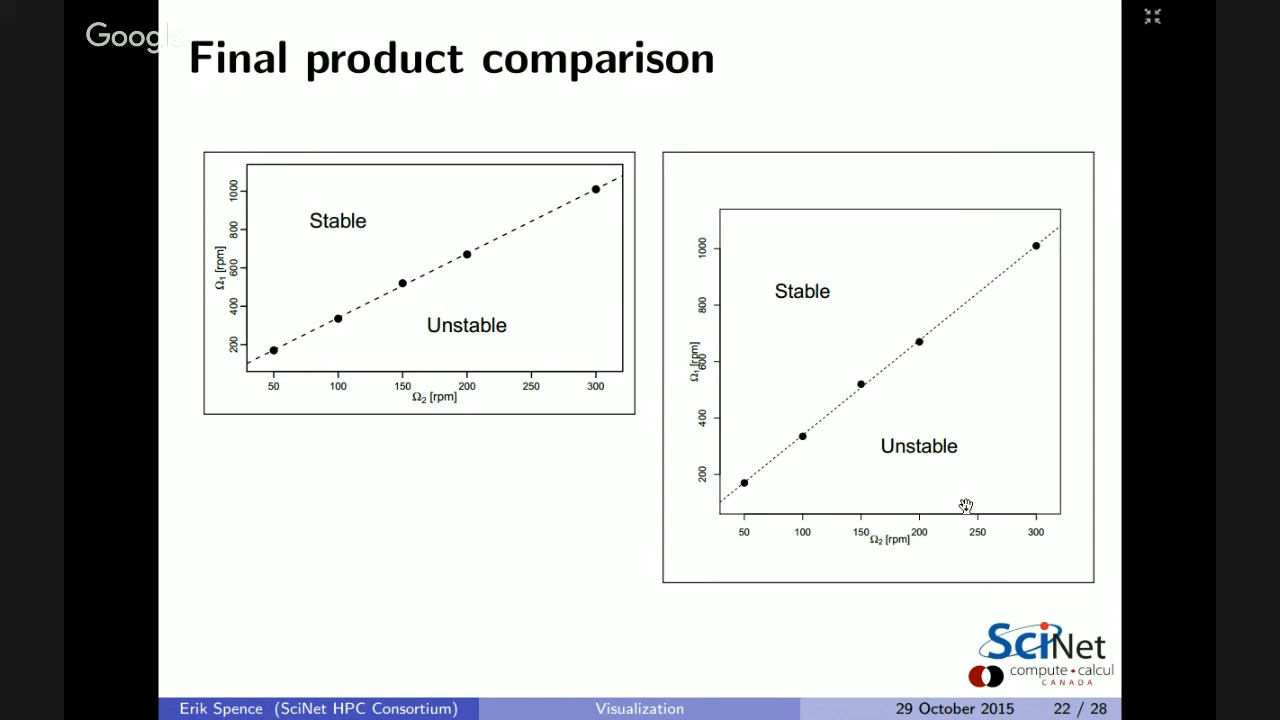 Google
Final product comparison
1000
800
600
400
200
Ω1 [rpm]
Stable
Unstable
50 100 150 200 250 300
Ω2 [rpm]
1000
800
600
400
200
Ω1 [rpm]
Stable
Unstable
50 100 150 200 250 300
Ω2 [rpm]
SciNet
compute • calcul
CANADA
Erik Spence (SciNet HPC Consortium) Visualization 29 October 2015 22 / 28